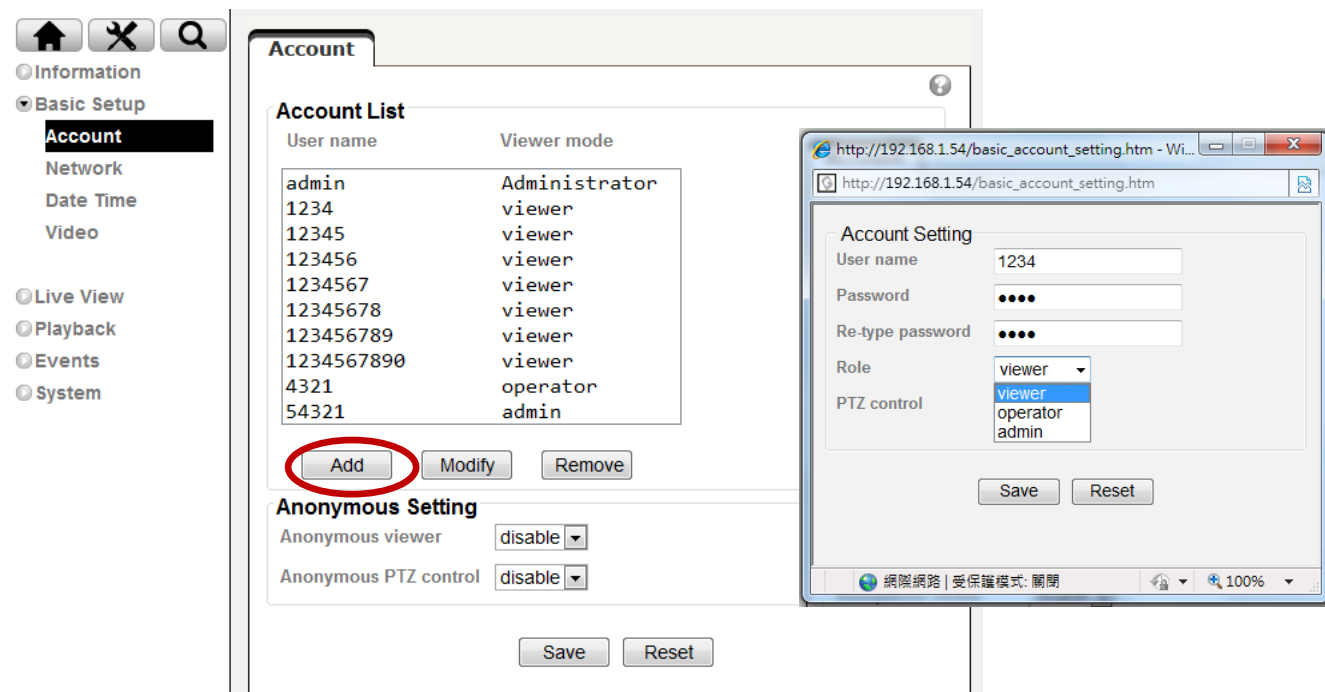 Information
Basic Setup
Account
Network
Date Time
Video
Live View
Playback
Events
System
Account
Account List
User name Viewer mode
admin Administrator
1234 viewer
12345 viewer
123456 viewer
1234567 viewer
12345678 viewer
123456789 viewer
1234567890 viewer
4321 operator
54321 admin
Add Modify Remove
Anonymous Setting
Anonymous viewer disable
Anonymous PTZ control disable
Save Reset
http://192.168.1.54/basic_account_setting.htm - Wi...
http://192.168.1.54/basic_account_setting.htm
Account Setting
User name 1234
Password ●●●●
Re-type password ●●●●
Role viewer
viewer
PTZ control
operator
admin
Save Reset
網際網路 | 受保護模式: 關閉 100%